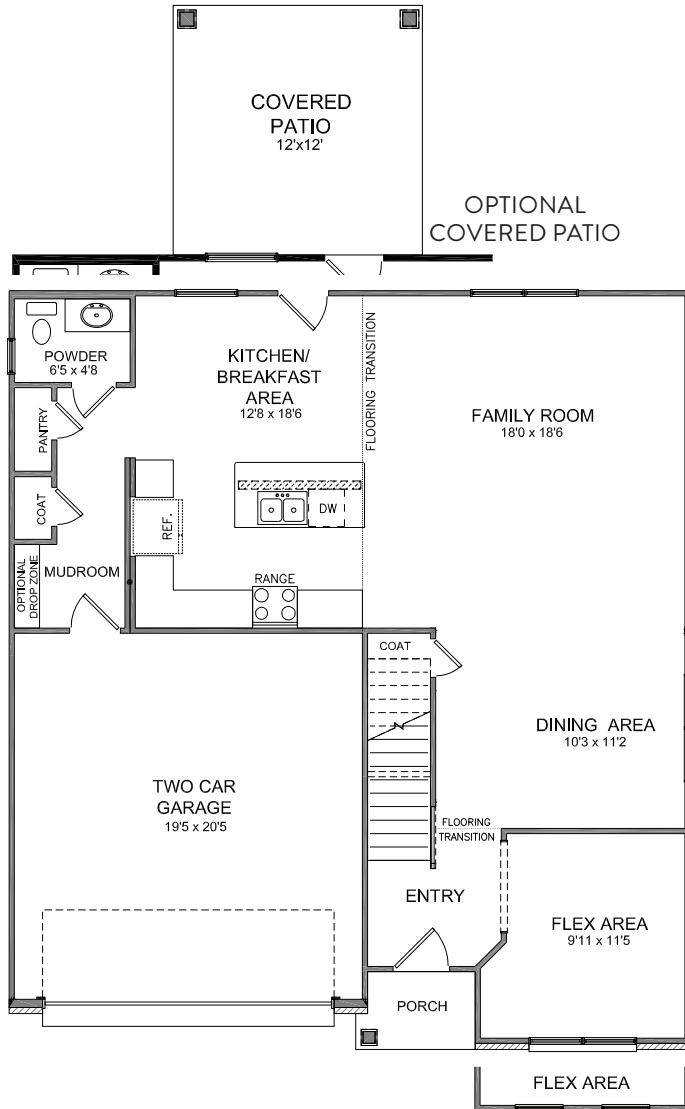 COVERED
PATIO
12'x12'
OPTIONAL
COVERED PATIO
POWDER
6'5 x 4'8
KITCHEN/
BREAKFAST
AREA
12'8 x 18'6
FLOORING TRANSITION
FAMILY ROOM
18'0 x 18'6
PANTRY
COAT
REF.
DW
OPTIONAL
DROP ZONE
MUDROOM
RANGE
COAT
DINING AREA
10'3 x 11'2
TWO CAR
GARAGE
19'5 x 20'5
FLOORING
TRANSITION
ENTRY
FLEX AREA
9'11 x 11'5
PORCH
FLEX AREA